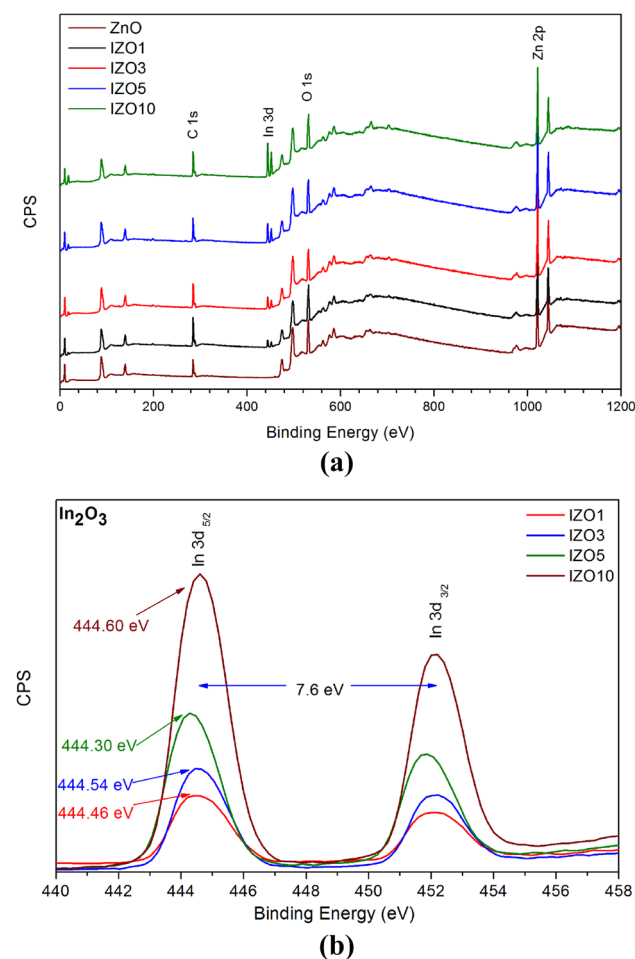 ZnO
IZO1
IZO3
IZO5
IZO10
C 1s
In 3d
O 1s
Zn 2p
CPS
0 200 400 600 800 1000 1200
Binding Energy (eV)
(a)
In₂O₃
In 3d 5/2
In 3d 3/2
IZO1
IZO3
IZO5
IZO10
444.60 eV
7.6 eV
444.30 eV
444.54 eV
444.46 eV
CPS
440 442 444 446 448 450 452 454 456 458
Binding Energy (eV)
(b)